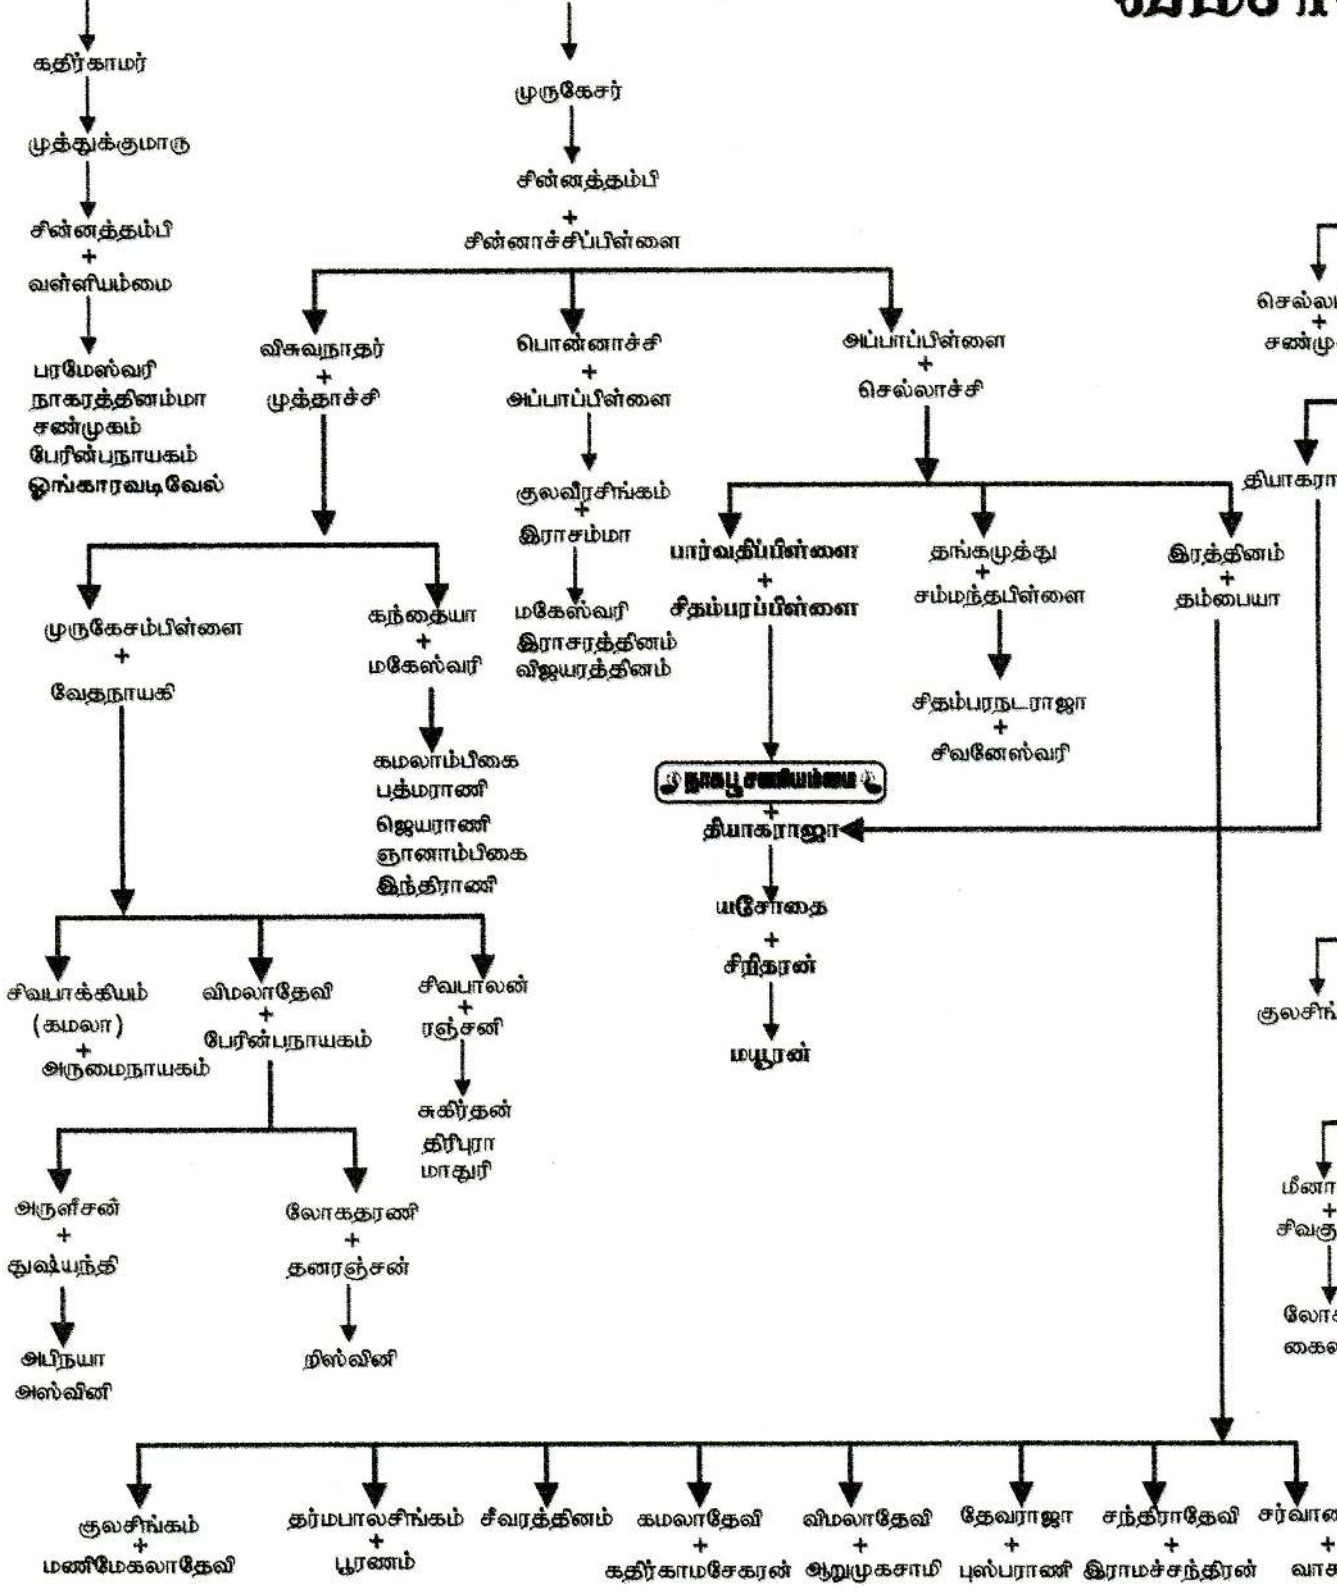 கதிர்காமர்
முத்துக்குமாரு
சின்னத்தம்பி
+
வள்ளியம்மை
பரமேஸ்வரி
நாகரத்தினம்மா
சண்முகம்
பேரின்பநாயகம்
ஓங்காரவடிவேல்
முருகேசர்
சின்னத்தம்பி
+
சின்னாச்சிப்பிள்ளை
விசுவநாதர்
+
முத்தாச்சி
பொன்னாச்சி
+
அப்பாப்பிள்ளை
அப்பாப்பிள்ளை
+
செல்லாச்சி
குலவீரசிங்கம்
+
இராசம்மா
மகேஸ்வரி
இராசரத்தினம்
விஜயரத்தினம்
முருகேசம்பிள்ளை
+
வேதநாயகி
கந்தையா
+
மகேஸ்வரி
கமலாம்பிகை
பத்மராணி
ஜெயராணி
ஞானாம்பிகை
இந்திராணி
பார்வதிப்பிள்ளை
+
சிதம்பரப்பிள்ளை
தங்கமுத்து
+
சம்மந்தபிள்ளை
இரத்தினம்
+
தம்பையா
சிதம்பரநடராஜா
+
சிவனேஸ்வரி
நாகபூசணியம்மை
+
தியாகராஜா
யசோதை
+
சிறிகரன்
மயூரன்
சிவபாக்கியம்
(கமலா)
+
அருமைநாயகம்
விமலாதேவி
+
பேரின்பநாயகம்
சிவபாலன்
+
ரஞ்சனி
சுகிர்தன்
திரிபுரா
மாதுரி
அருளீசன்
+
துஷ்யந்தி
அபிநயா
அஸ்வினி
லோகதரணி
+
தனரஞ்சன்
றிஸ்வினி
குலசிங்கம்
+
மணிமேகலாதேவி
தர்மபாலசிங்கம்
+
பூரணம்
சீவரத்தினம்
கமலாதேவி
+
கதிர்காமசேகரன்
விமலாதேவி
+
ஆறுமுகசாமி
தேவராஜா
+
புஸ்பராணி
சந்திராதேவி
+
இராமச்சந்திரன்